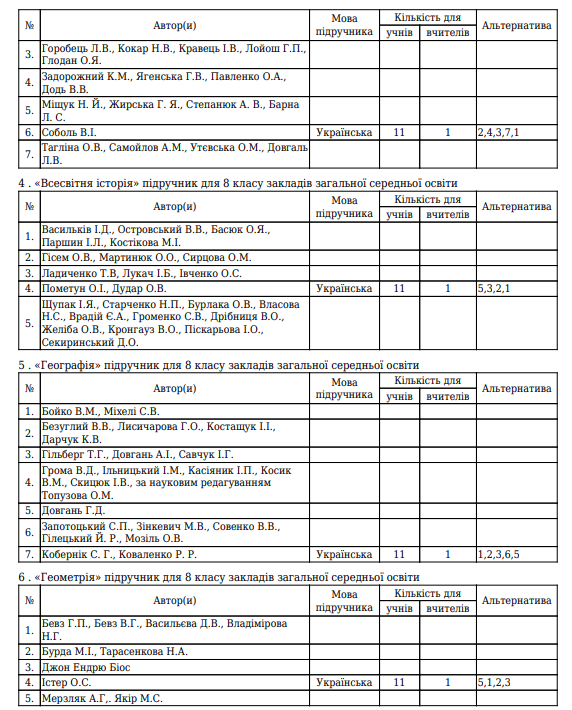 № Автор(и) Мова підручника Кількість для Альтернатива
учнів вчителів
3. Горобець Л.В., Кокар Н.В., Кравець І.В., Лойош Г.П.,
Глодан О.Я.
4. Задорожний К.М., Ягенська Г.В., Павленко О.А.,
Додь В.В.
5. Міщук Н. Й., Жирська Г. Я., Степанюк А. В., Барна
Л. С.
6. Соболь В.І. Українська 11 1 2,4,3,7,1
7. Тагліна О.В., Самойлов А.М., Утєвська О.М., Довгаль
Л.В.
4 . «Всесвітня історія» підручник для 8 класу закладів загальної середньої освіти
№ Автор(и) Мова підручника Кількість для Альтернатива
учнів вчителів
1. Васильків І.Д., Островський В.В., Басюк О.Я.,
Паршин І.Л., Костікова М.І.
2. Гісем О.В., Мартинюк О.О., Сирцова О.М.
3. Ладиченко Т.В, Лукач І.Б., Івченко О.С.
4. Пометун О.І., Дудар О.В. Українська 11 1 5,3,2,1
5. Щупак І.Я., Старченко Н.П., Бурлака О.В., Власова
Н.С., Врадій Є.А., Громенко С.В., Дрібниця В.О.,
Желіба О.В., Кронгауз В.О., Піскарьова І.О.,
Секиринський Д.О.
5 . «Географія» підручник для 8 класу закладів загальної середньої освіти
№ Автор(и) Мова підручника Кількість для Альтернатива
учнів вчителів
1. Бойко В.М., Міхелі С.В.
2. Безуглий В.В., Лисичарова Г.О., Костащук І.І.,
Дарчук К.В.
3. Гільберг Т.Г., Довгань А.І., Савчук І.Г.
4. Грома В.Д., Ільницький І.М., Касіяник І.П., Косик
В.М., Скицюк І.В., за науковим редагуванням
Топузова О.М.
5. Довгань Г.Д.
6. Запотоцький С.П., Зінкевич М.В., Совенко В.В.,
Гілецький Й. Р., Мозіль О.В.
7. Кобернік С. Г., Коваленко Р. Р. Українська 11 1 1,2,3,6,5
6 . «Геометрія» підручник для 8 класу закладів загальної середньої освіти
№ Автор(и) Мова підручника Кількість для Альтернатива
учнів вчителів
1. Бевз Г.П., Бевз В.Г., Васильєва Д.В., Владімірова
Н.Г.
2. Бурда М.І., Тарасенкова Н.А.
3. Джон Ендрю Біос
4. Істер О.С. Українська 11 1 5,1,2,3
5. Мерзляк А.Г,. Якір М.С.